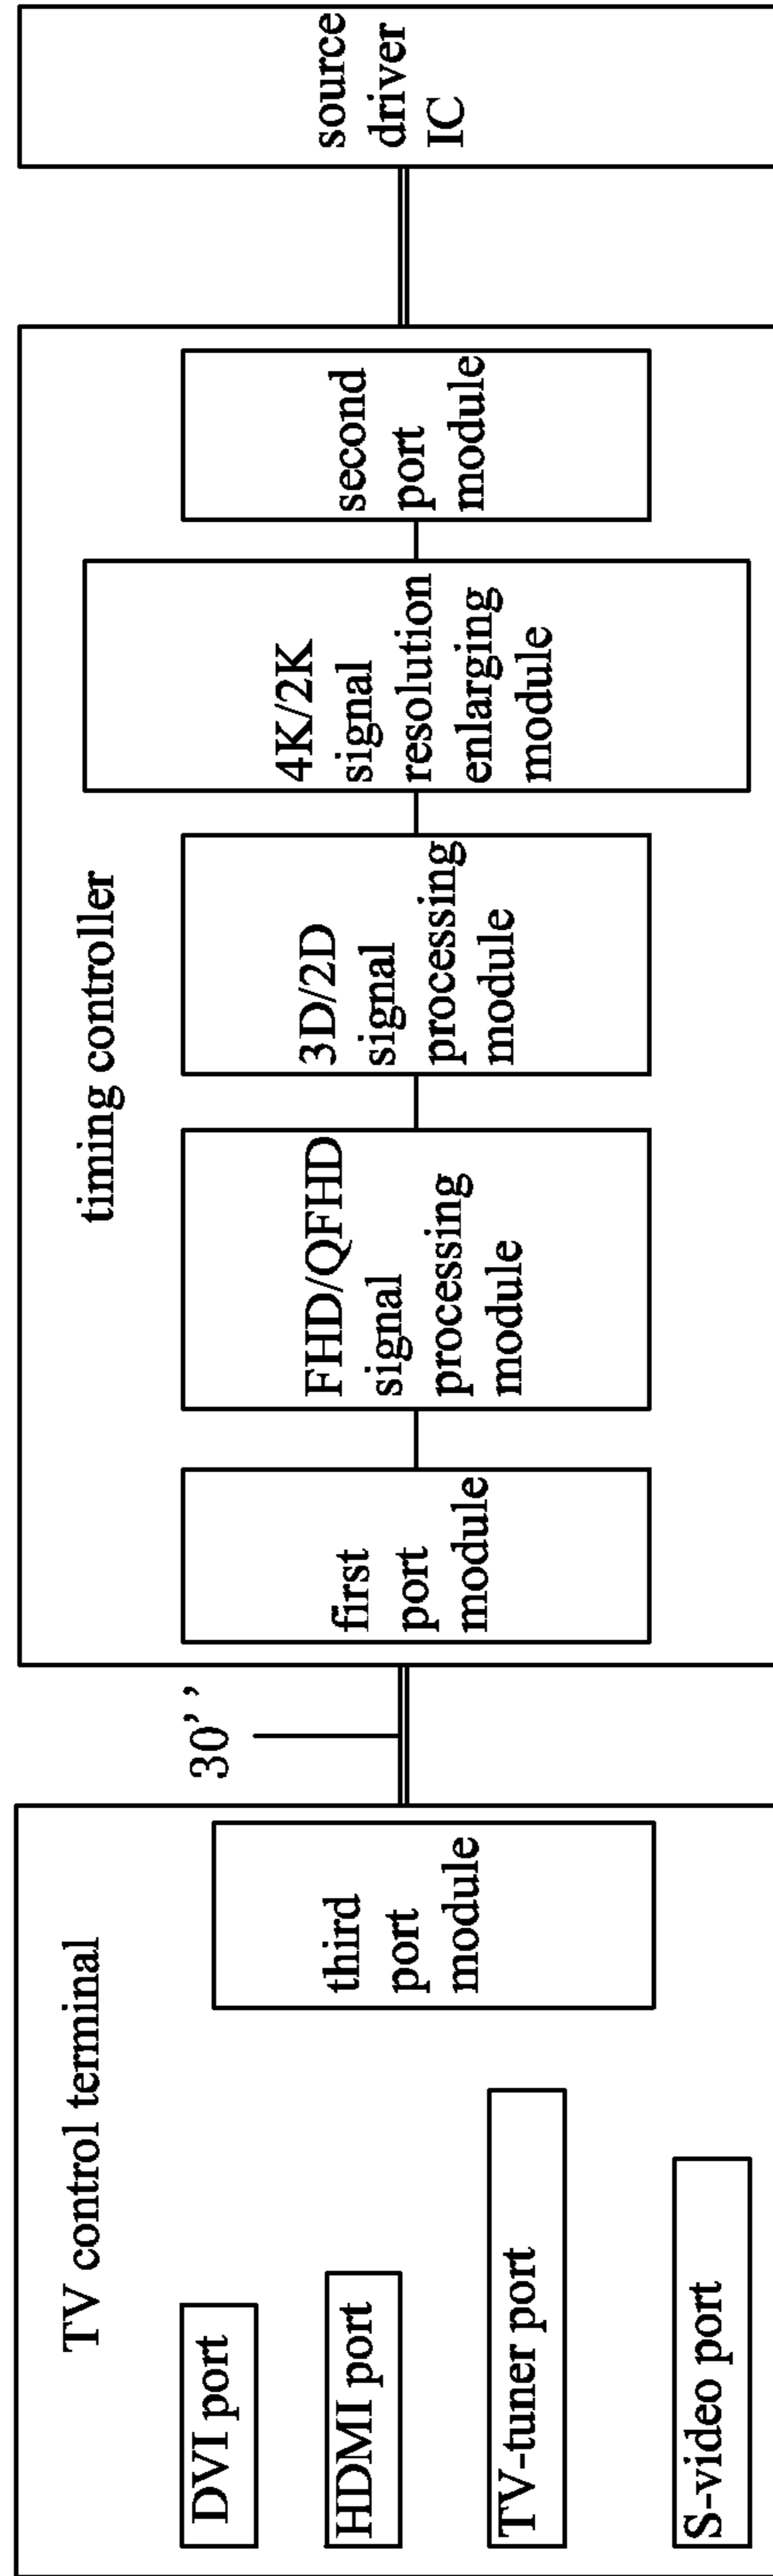 TV control terminal
DVI port
HDMI port
TV-tuner port
S-video port
third
port
module
30’ ’
timing controller
first
port
module
FHD/QFHD
signal
processing
module
3D/2D
signal
processing
module
4K/2K
signal
resolution
enlarging
module
second
port
module
source
driver
IC